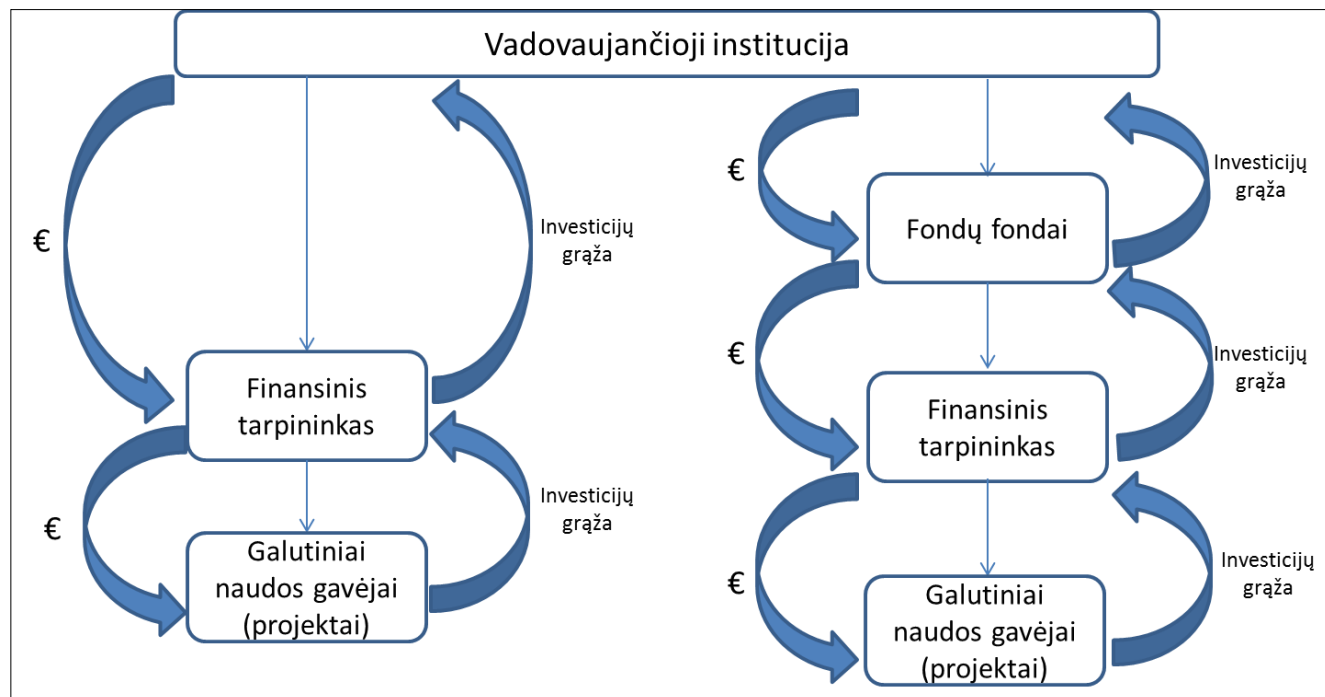 Vadovaujančioji institucija
€
Investicijų
grąža
Finansinis
tarpininkas
€
Investicijų
grąža
Galutiniai
naudos gavėjai
(projektai)
€
Investicijų
grąža
Fondų fondai
€
Investicijų
grąža
Finansinis
tarpininkas
€
Investicijų
grąža
Galutiniai
naudos gavėjai
(projektai)